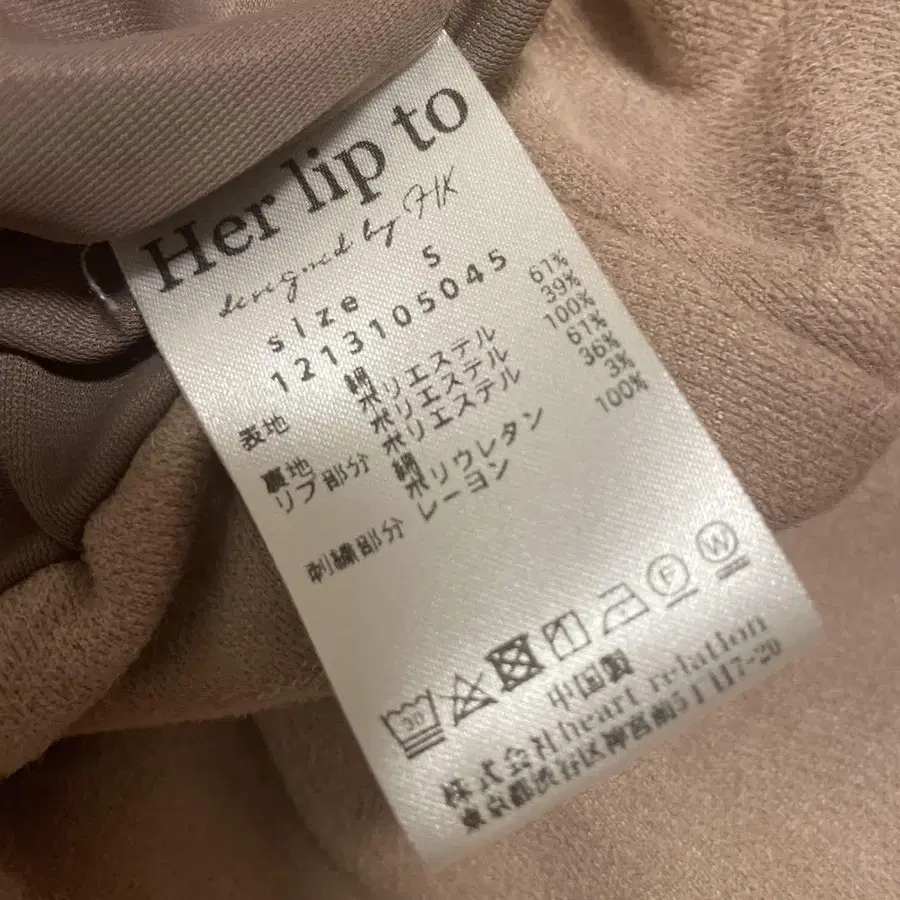 Her lip to
designed by HK
size S
1213105045
表地 綿 61%
ポリエステル 39%
裏地 ポリエステル 100%
リブ部分 ポリエステル 61%
綿 36%
ポリウレタン 3%
刺繍部分 レーヨン 100%
30 F W
中国製
株式会社heart relation
東京都渋谷区神宮前5丁目17-20